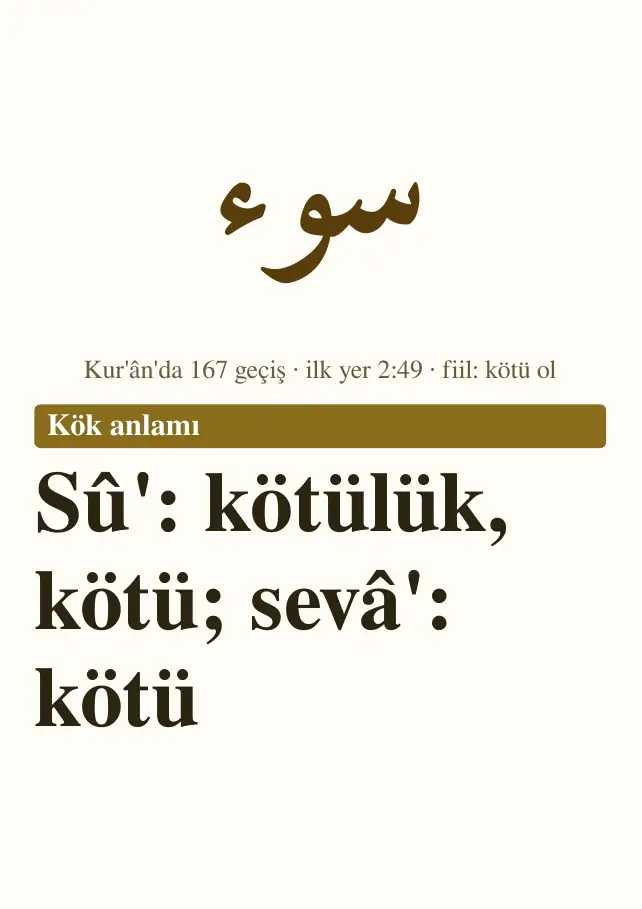 سوء
Kur'ân'da 167 geçiş · ilk yer 2:49 · fiil: kötü ol
Kök anlamı
Sû': kötülük,
kötü; sevâ':
kötü